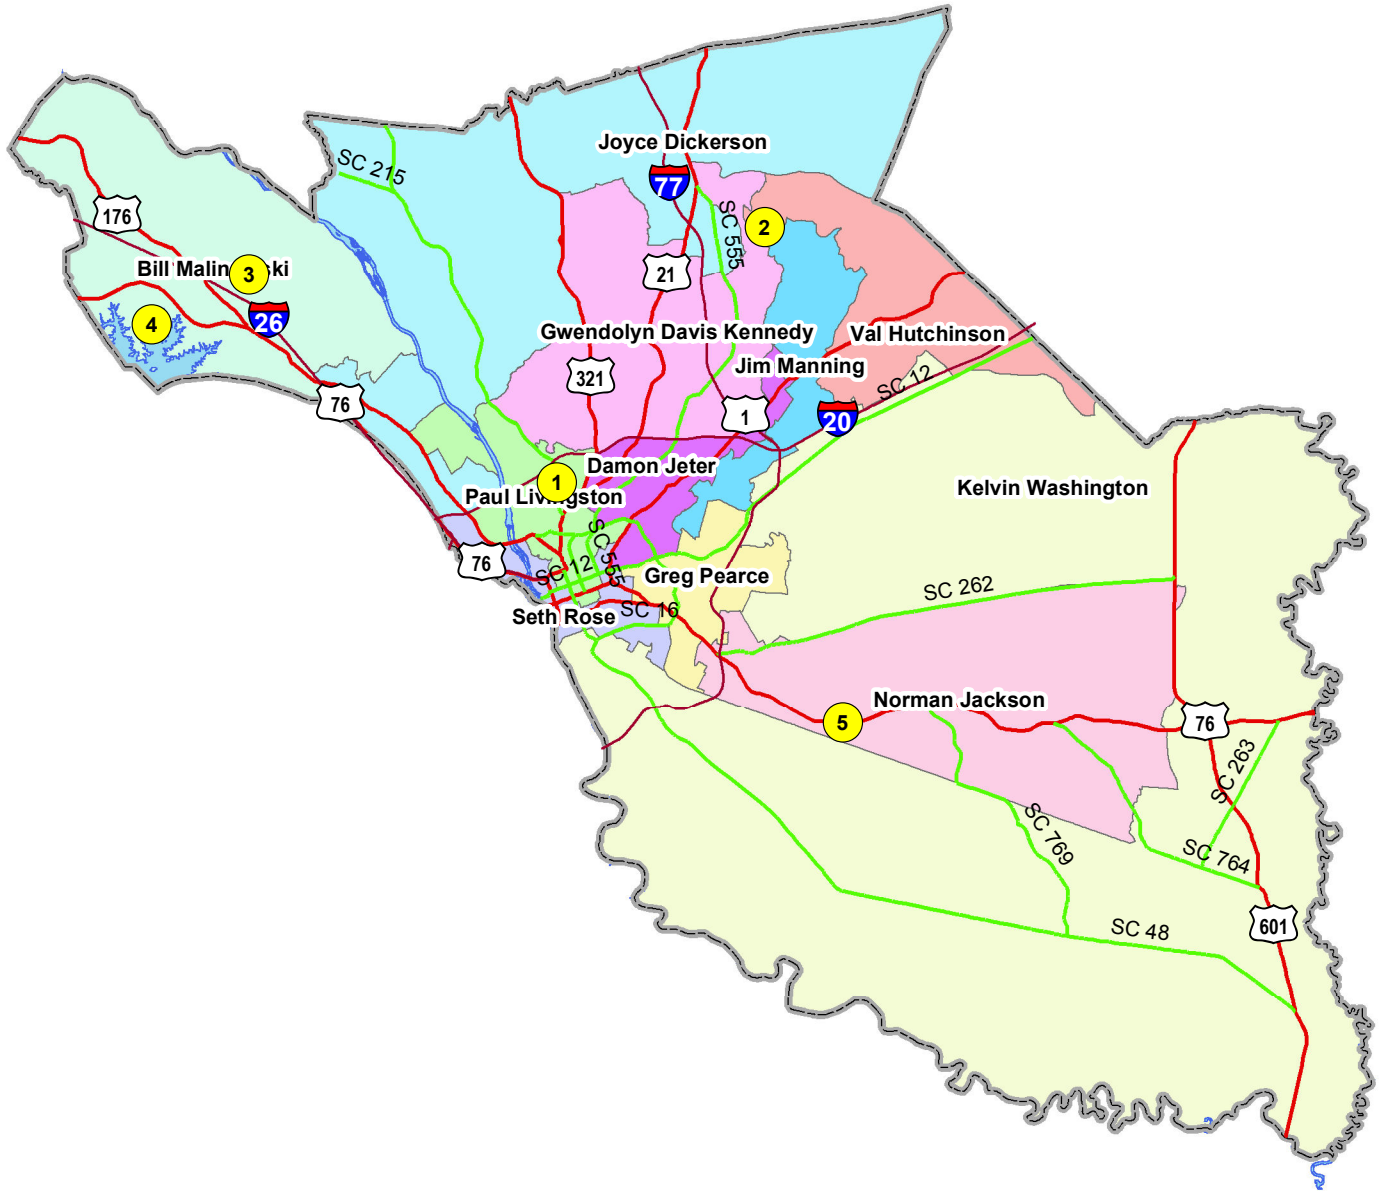 Joyce Dickerson
SC 215
77
176
SC 555
2
Bill Malin
ski
3
21
4
26
Gwendolyn Davis Kennedy
Val Hutchinson
Jim Manning
321
SC 12
76
1
20
Damon Jeter
1
Paul Livingston
Kelvin Washington
SC 555
76
SC 12
Greg Pearce
SC 262
Seth Rose
SC 16
Norman Jackson
5
76
SC 263
SC 769
SC 764
601
SC 48